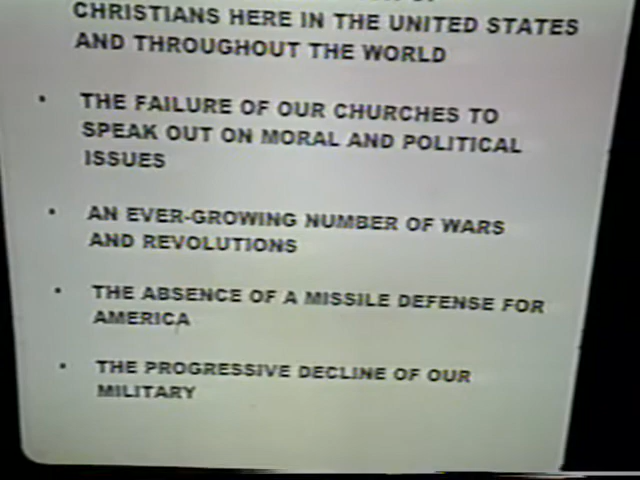 CHRISTIANS HERE IN THE UNITED STATES
AND THROUGHOUT THE WORLD
• THE FAILURE OF OUR CHURCHES TO
SPEAK OUT ON MORAL AND POLITICAL
ISSUES
• AN EVER-GROWING NUMBER OF WARS
AND REVOLUTIONS
• THE ABSENCE OF A MISSILE DEFENSE FOR
AMERICA
• THE PROGRESSIVE DECLINE OF OUR
MILITARY